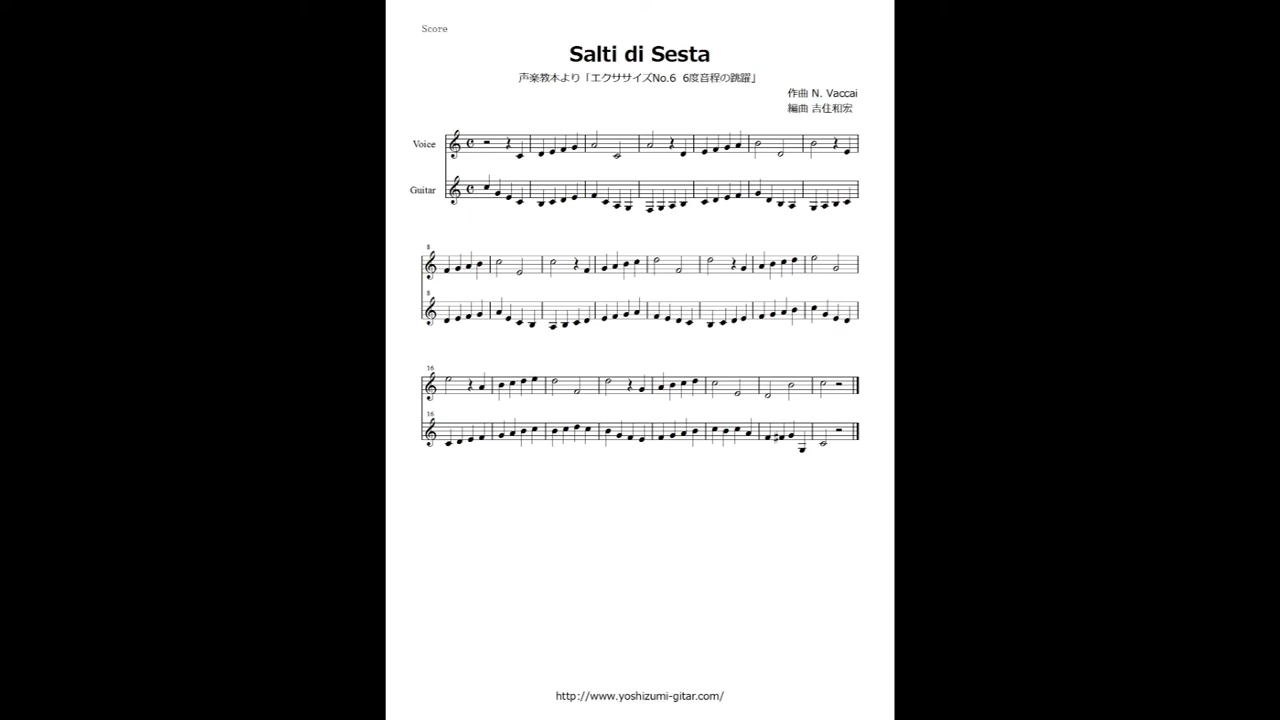 Score
Salti di Sesta
声楽教本より「エクササイズNo.6 6度音程の跳躍」
作曲 N. Vaccai
編曲 吉住和宏
Voice
Guitar
8
8
16
16
http://www.yoshizumi-gitar.com/